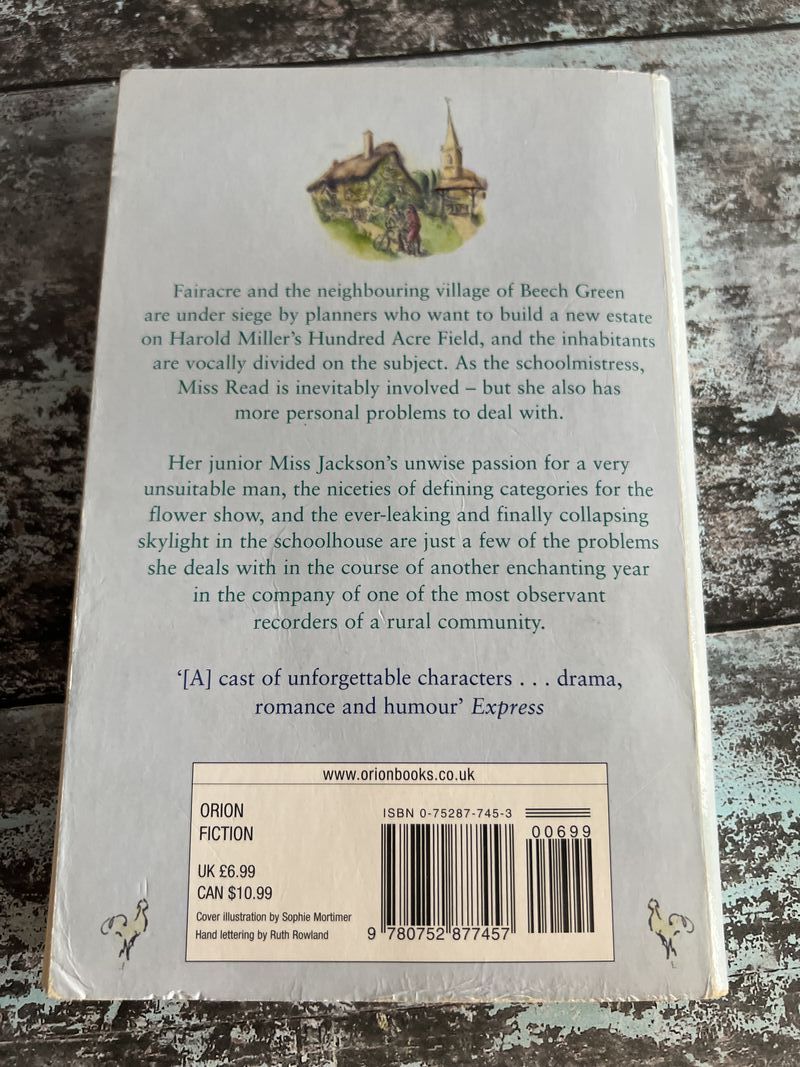 Fairacre and the neighbouring village of Beech Green
are under siege by planners who want to build a new estate
on Harold Miller's Hundred Acre Field, and the inhabitants
are vocally divided on the subject. As the schoolmistress,
Miss Read is inevitably involved – but she also has
more personal problems to deal with.
Her junior Miss Jackson's unwise passion for a very
unsuitable man, the niceties of defining categories for the
flower show, and the ever-leaking and finally collapsing
skylight in the schoolhouse are just a few of the problems
she deals with in the course of another enchanting year
in the company of one of the most observant
recorders of a rural community.
'[A] cast of unforgettable characters . . . drama,
romance and humour' Express
www.orionbooks.co.uk
ORION
FICTION
UK £6.99
CAN $10.99
Cover illustration by Sophie Mortimer
Hand lettering by Ruth Rowland
ISBN 0-75287-745-3
00699
9 780752 877457